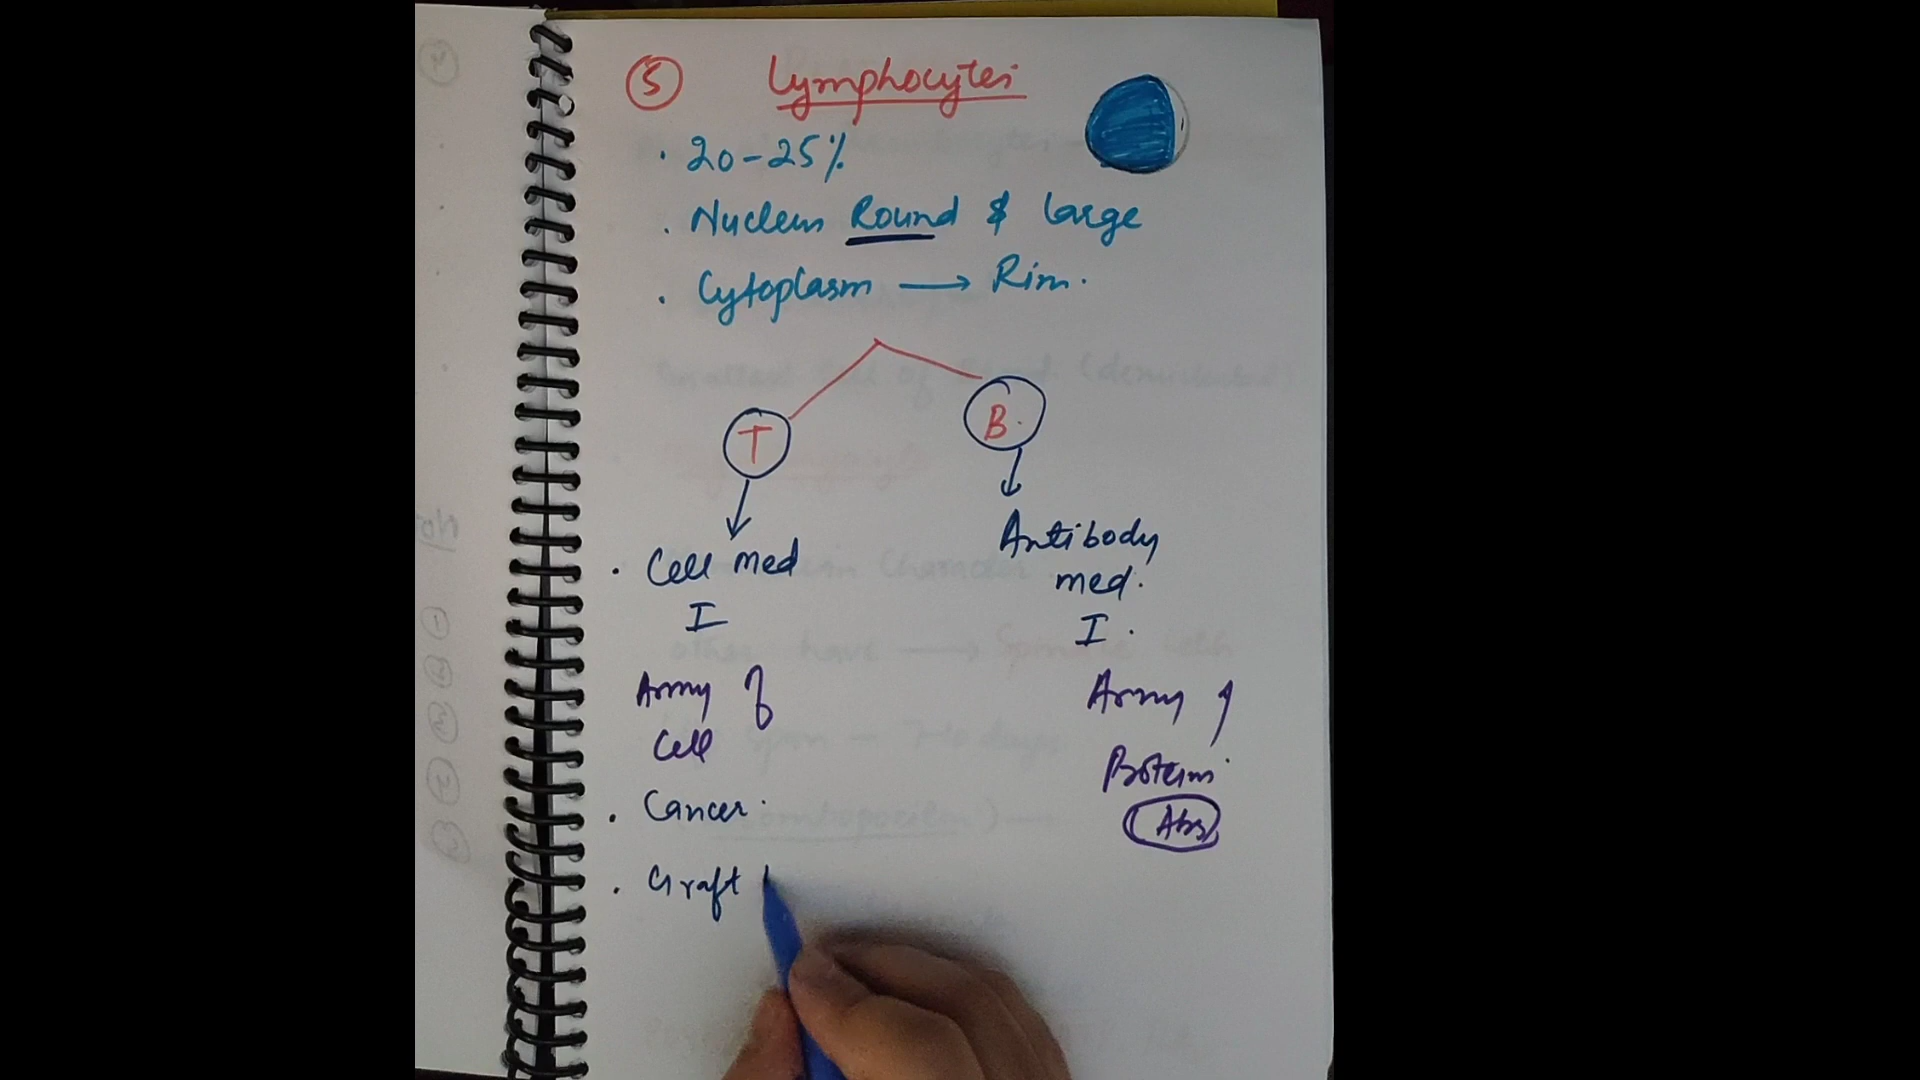 ⑤ Lymphocytes
. 20-25%
. Nucleus Round & large
. Cytoplasm → Rim.
T
B.
. Cell med
I
Army of
Cell
. Cancer.
. Graft
Antibody
med.
I.
Army of
Proteins
Abs